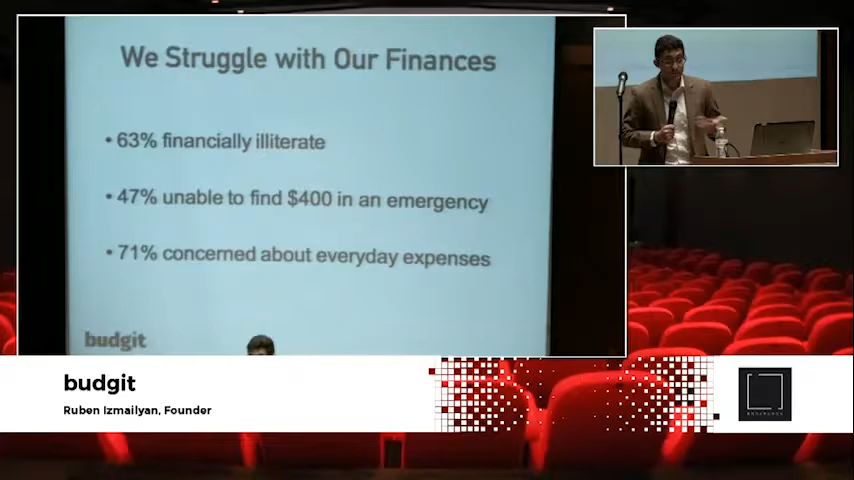 We Struggle with Our Finances
• 63% financially illiterate
• 47% unable to find $400 in an emergency
• 71% concerned about everyday expenses
budgit
budgit
Ruben Izmailyan, Founder